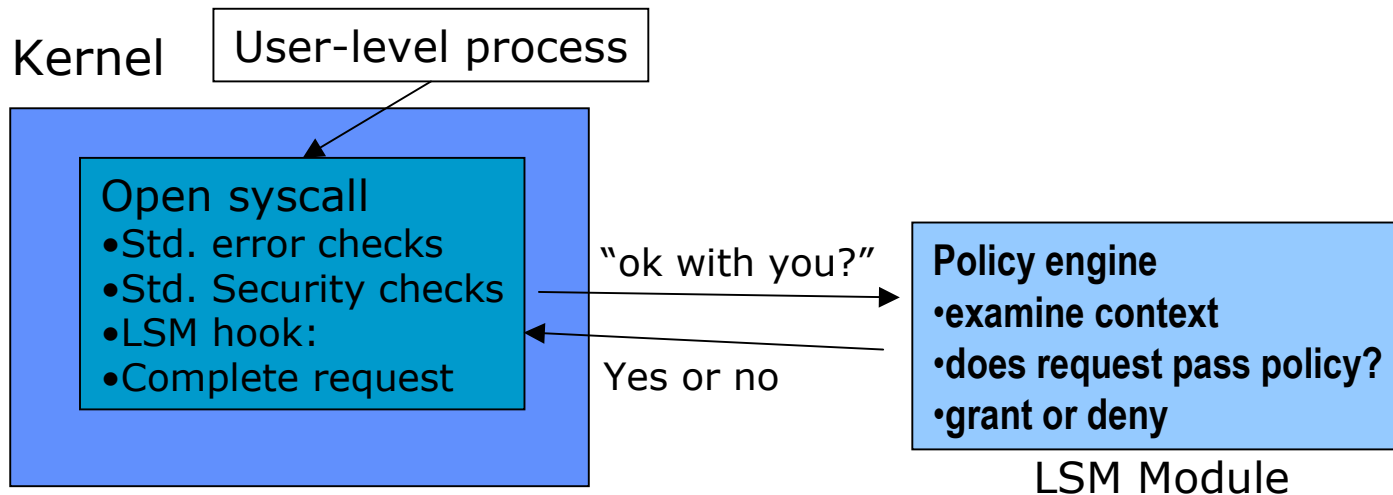 Kernel
User-level process
Open syscall
•Std. error checks
•Std. Security checks
•LSM hook:
•Complete request
“ok with you?”
Yes or no
Policy engine
•examine context
•does request pass policy?
•grant or deny
LSM Module